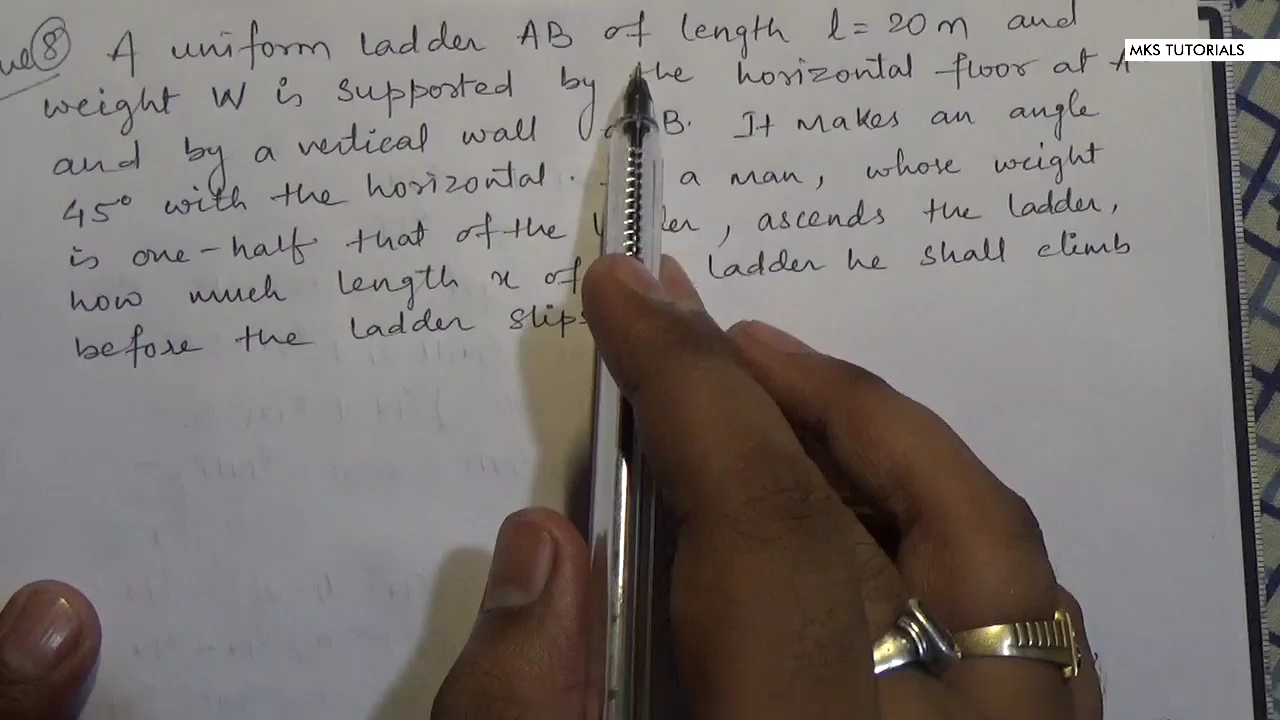 ⑧ A uniform ladder AB of length l = 20 m and
MKS TUTORIALS
weight W is supported by the horizontal floor at A
and by a vertical wall B. It makes an angle
45° with the horizontal. a man, whose weight
is one-half that of the , ascends the ladder,
how much length x of ladder he shall climb
before the ladder slips